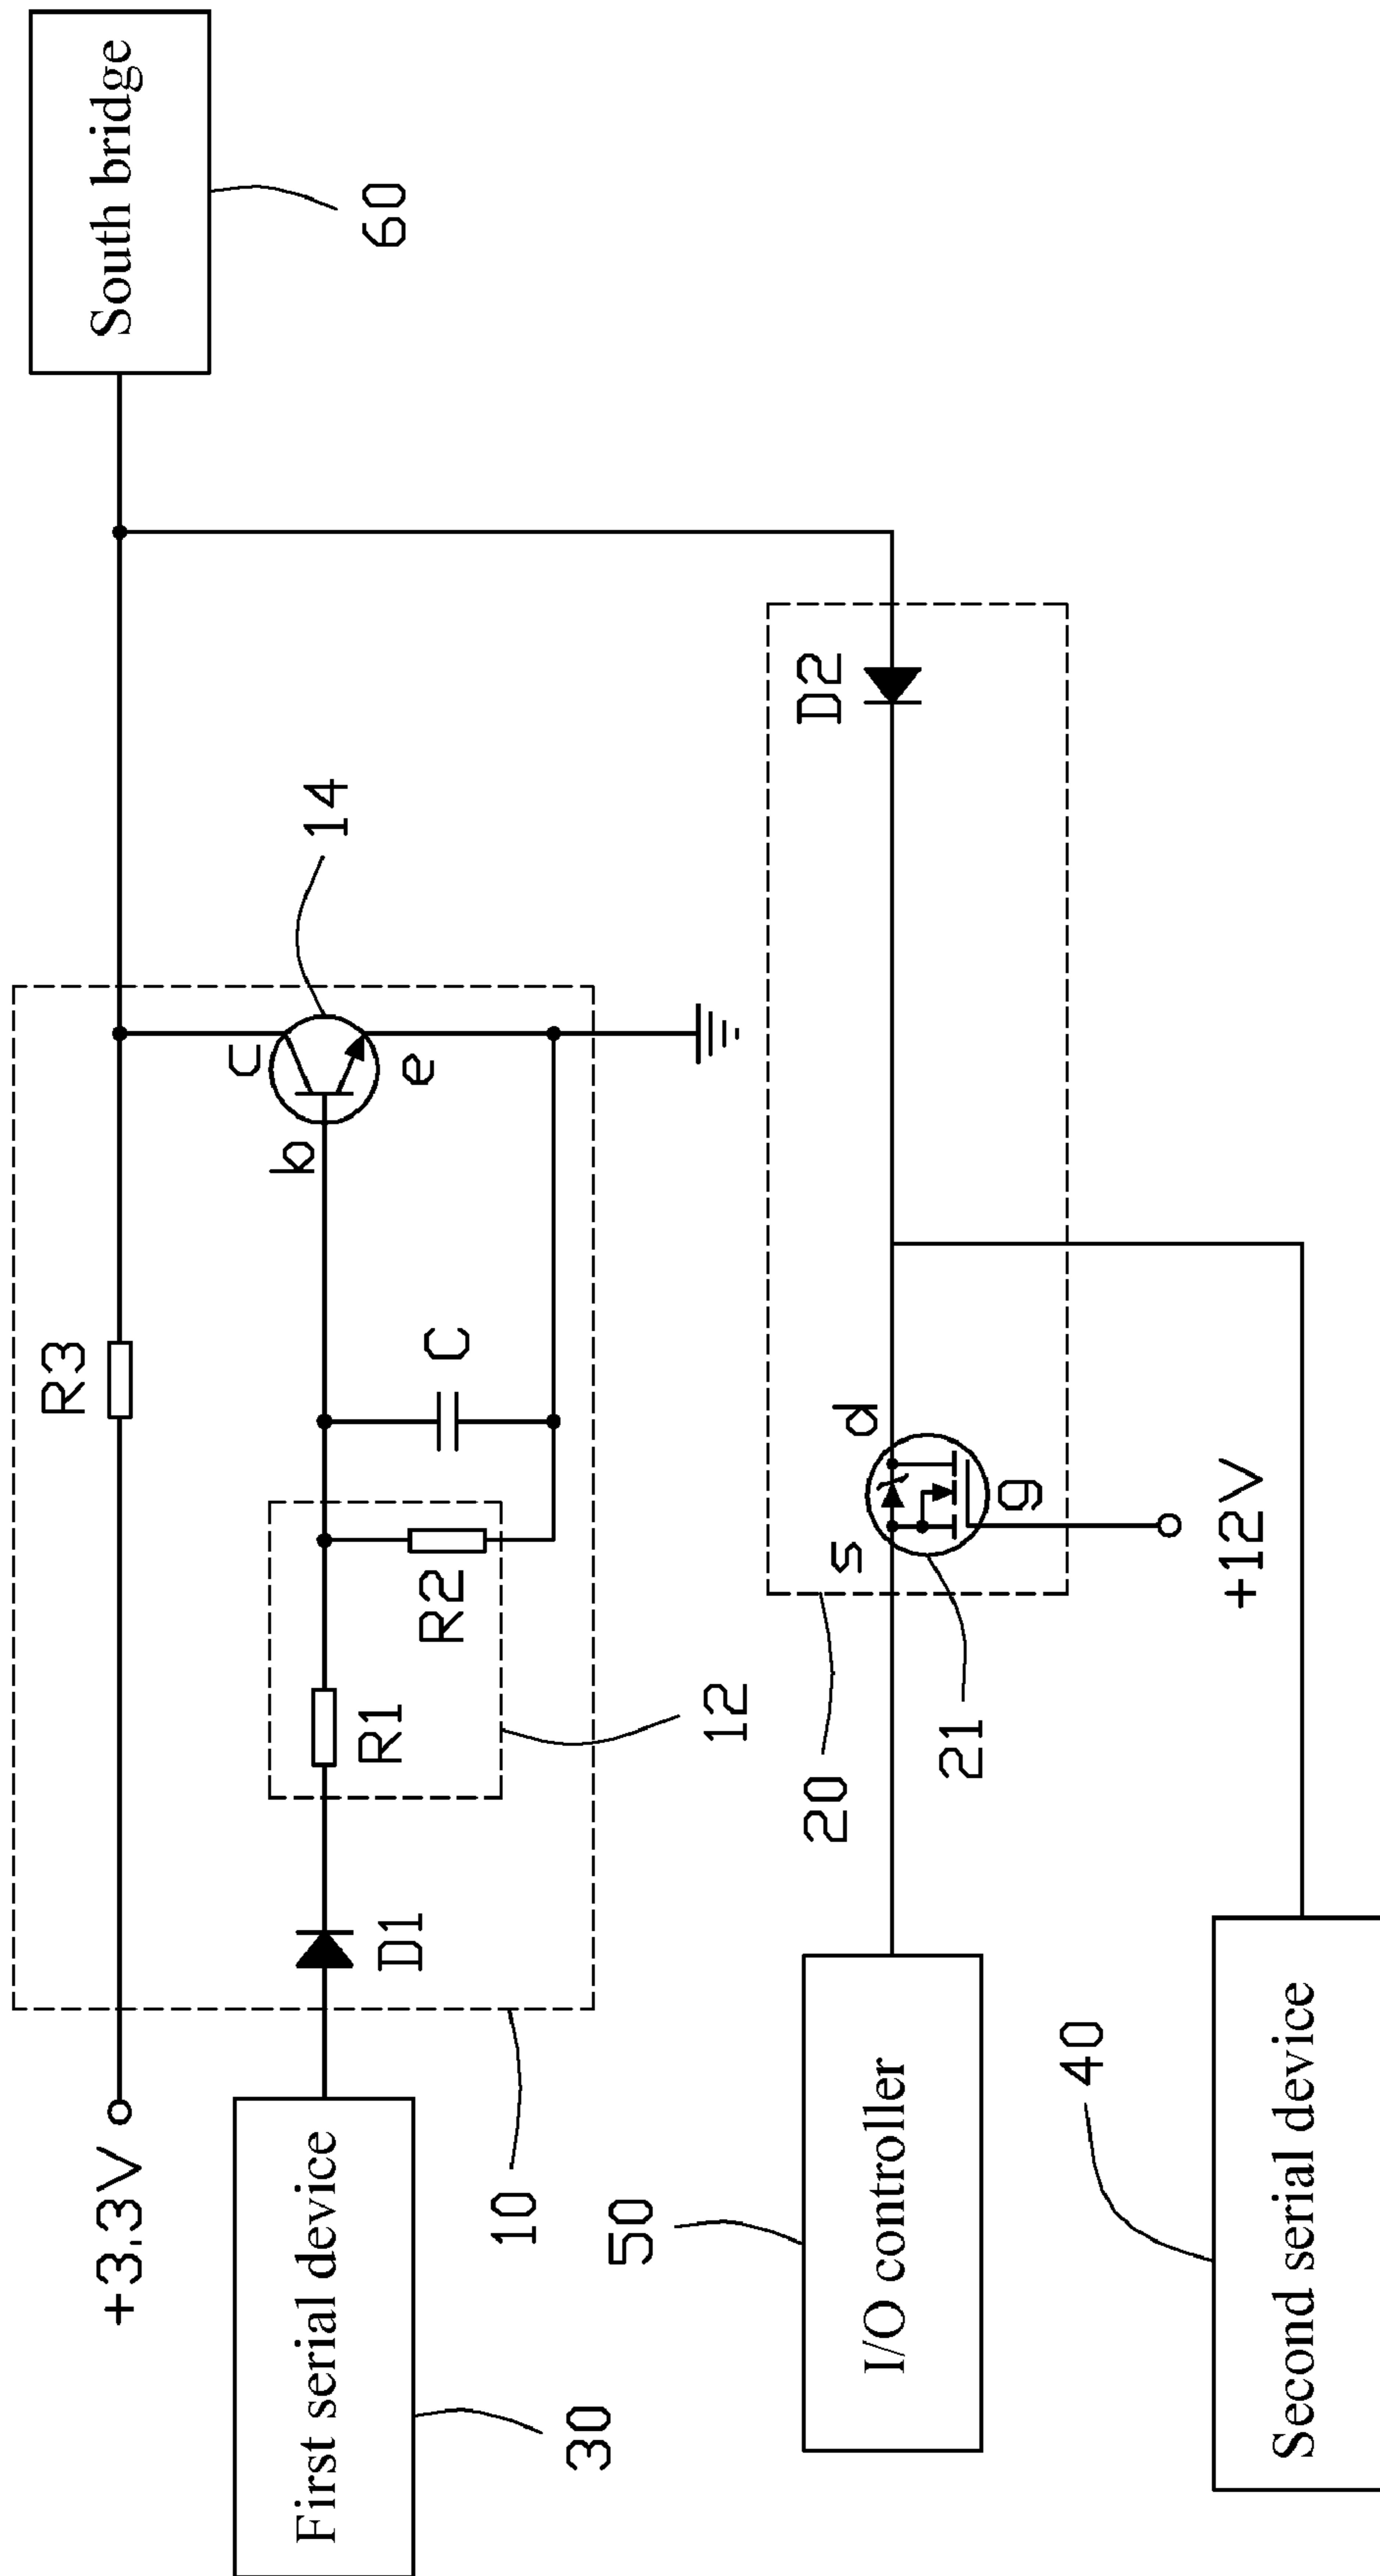 +3.3V
R3
South bridge
60
First serial device
30
D1
R1
R2
C
b
c
e
14
12
10
I/O controller
50
s
d
g
21
20
D2
+12V
Second serial device
40